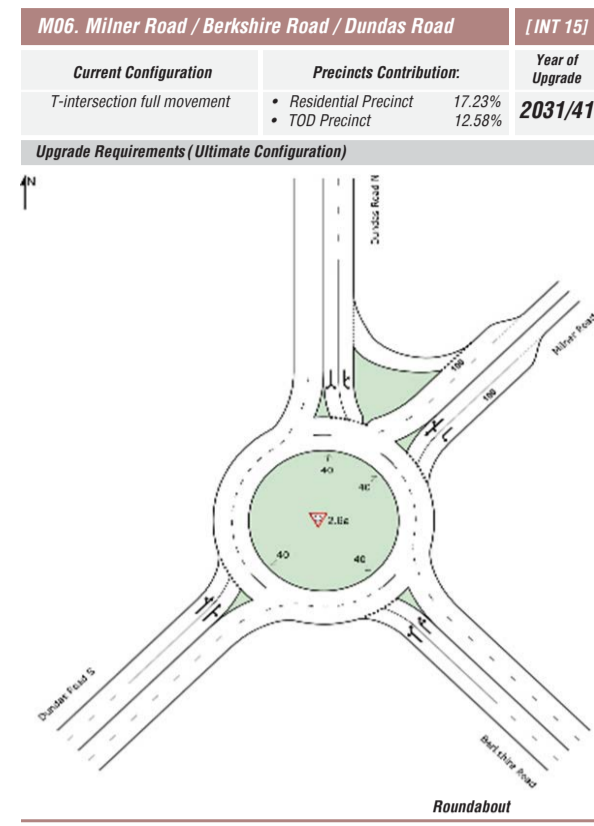 M06. Milner Road / Berkshire Road / Dundas Road
[ INT 15]
Current Configuration
Precincts Contribution:
Year of
Upgrade
T-intersection full movement
• Residential Precinct 17.23%
• TOD Precinct 12.58%
2031/41
Upgrade Requirements ( Ultimate Configuration)
N
Dundas Road N
Milner Road
100
100
40
40
40
40
Dundas Road S
Berkshire Road
Roundabout